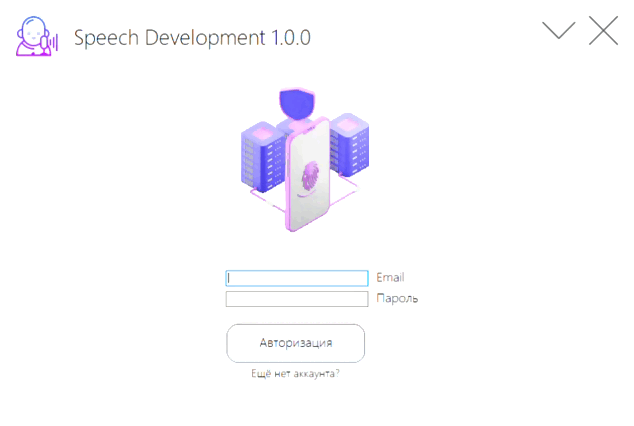 Speech Development 1.0.0
Email
Пароль
Авторизация
Ещё нет аккаунта?